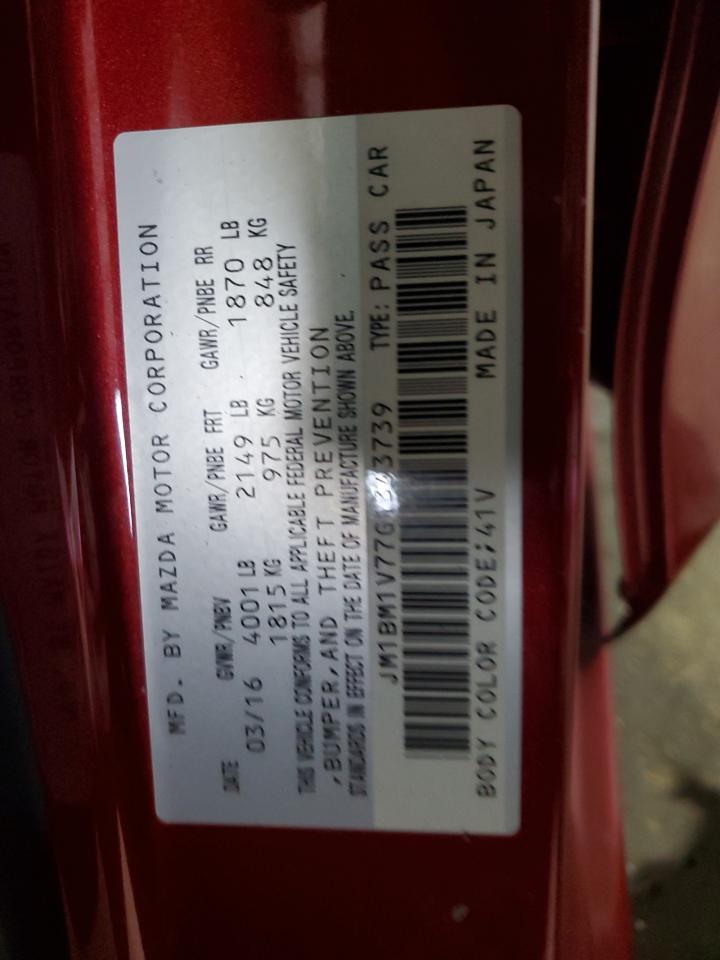 MFD. BY MAZDA MOTOR CORPORATION
DATE GVWR/PNBV GAWR/PNBE FRT GAWR/PNBE RR
03/16 4001 LB 2149 LB 1870 LB
1815 KG 975 KG 848 KG
THIS VEHICLE CONFORMS TO ALL APPLICABLE FEDERAL MOTOR VEHICLE SAFETY
,BUMPER,AND THEFT PREVENTION
STANDARDS IN EFFECT ON THE DATE OF MANUFACTURE SHOWN ABOVE.
TYPE: PASS CAR
BODY COLOR CODE:41V MADE IN JAPAN